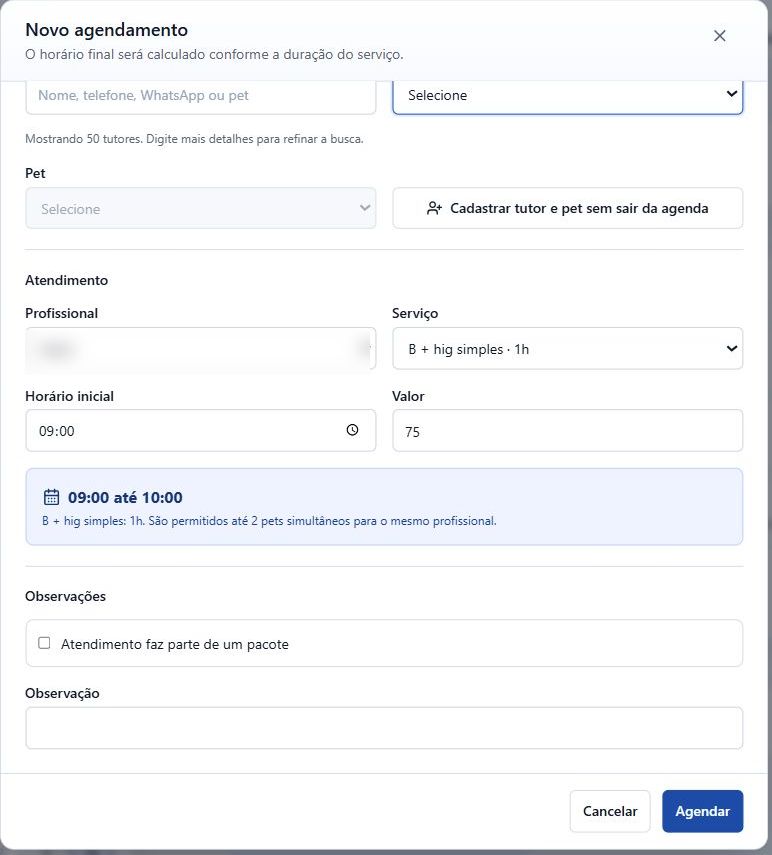 Novo agendamento
O horário final será calculado conforme a duração do serviço.
Nome, telefone, WhatsApp ou pet
Selecione
Mostrando 50 tutores. Digite mais detalhes para refinar a busca.
Pet
Selecione
Cadastrar tutor e pet sem sair da agenda
Atendimento
Profissional
Serviço
B + hig simples · 1h
Horário inicial
Valor
09:00
75
09:00 até 10:00
B + hig simples: 1h. São permitidos até 2 pets simultâneos para o mesmo profissional.
Observações
Atendimento faz parte de um pacote
Observação
Cancelar
Agendar